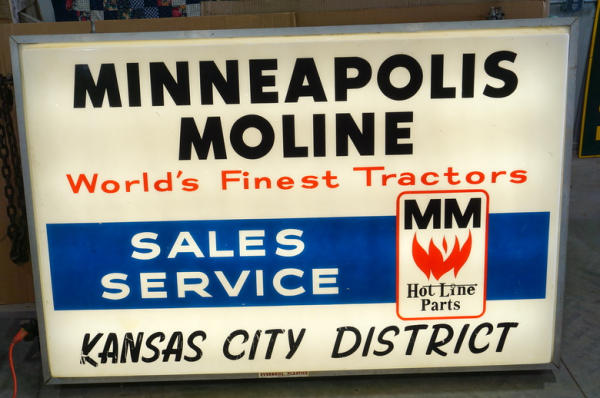 MINNEAPOLIS
MOLINE
World's Finest Tractors
SALES
SERVICE
MM
Hot Line
Parts
KANSAS CITY DISTRICT